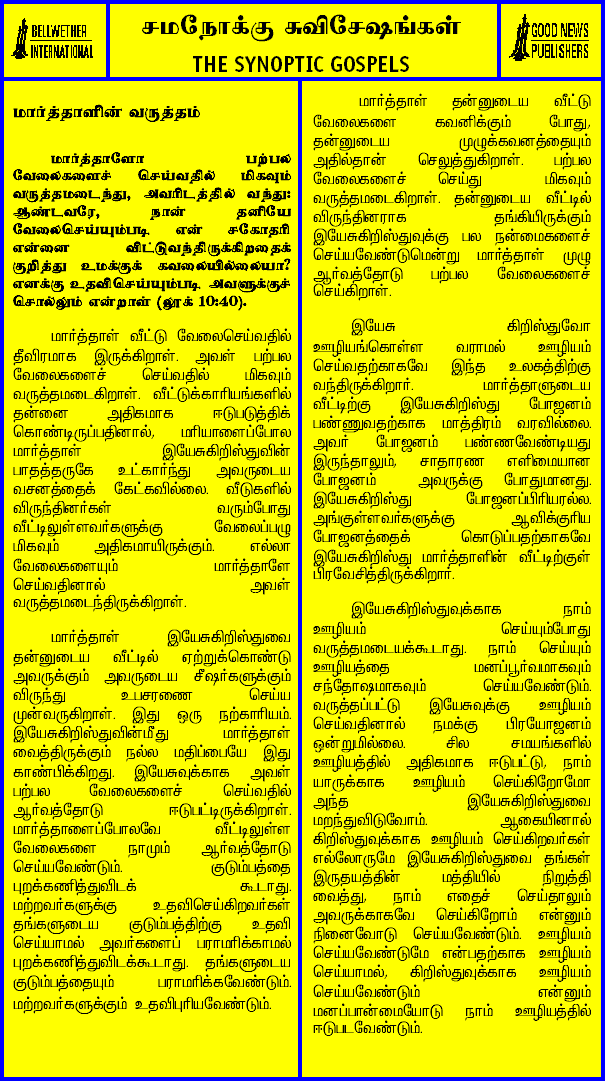 BELLWETHER
INTERNATIONAL
சமநோக்கு சுவிசேஷங்கள்
THE SYNOPTIC GOSPELS
GOOD NEWS
PUBLISHERS
மார்த்தாளின் வருத்தம்
மார்த்தாளோ பற்பல
வேலைகளைச் செய்வதில் மிகவும்
வருத்தமடைந்து, அவரிடத்தில் வந்து:
ஆண்டவரே, நான் தனியே
வேலைசெய்யும்படி என் சகோதரி
என்னை விட்டுவந்திருக்கிறதைக்
குறித்து உமக்குக் கவலையில்லையா?
எனக்கு உதவிசெய்யும்படி அவளுக்குச்
சொல்லும் என்றாள் (லூக் 10:40).
மார்த்தாள் வீட்டு வேலைசெய்வதில்
தீவிரமாக இருக்கிறாள். அவள் பற்பல
வேலைகளைச் செய்வதில் மிகவும்
வருத்தமடைகிறாள். வீட்டுக்காரியங்களில்
தன்னை அதிகமாக ஈடுபடுத்திக்
கொண்டிருப்பதினால், மரியாளைப்போல
மார்த்தாள் இயேசுகிறிஸ்துவின்
பாதத்தருகே உட்கார்ந்து அவருடைய
வசனத்தைக் கேட்கவில்லை. வீடுகளில்
விருந்தினர்கள் வரும்போது
வீட்டிலுள்ளவர்களுக்கு வேலைப்பழு
மிகவும் அதிகமாயிருக்கும். எல்லா
வேலைகளையும் மார்த்தாளே
செய்வதினால் அவள்
வருத்தமடைந்திருக்கிறாள்.
மார்த்தாள் இயேசுகிறிஸ்துவை
தன்னுடைய வீட்டில் ஏற்றுக்கொண்டு
அவருக்கும் அவருடைய சீஷர்களுக்கும்
விருந்து உபசரணை செய்ய
முன்வருகிறாள். இது ஒரு நற்காரியம்.
இயேசுகிறிஸ்துவின்மீது மார்த்தாள்
வைத்திருக்கும் நல்ல மதிப்பையே இது
காண்பிக்கிறது. இயேசுவுக்காக அவள்
பற்பல வேலைகளைச் செய்வதில்
ஆர்வத்தோடு ஈடுபட்டிருக்கிறாள்.
மார்த்தாளைப்போலவே வீட்டிலுள்ள
வேலைகளை நாமும் ஆர்வத்தோடு
செய்யவேண்டும். குடும்பத்தை
புறக்கணித்துவிடக் கூடாது.
மற்றவர்களுக்கு உதவிசெய்கிறவர்கள்
தங்களுடைய குடும்பத்திற்கு உதவி
செய்யாமல் அவர்களைப் பராமரிக்காமல்
புறக்கணித்துவிடக்கூடாது. தங்களுடைய
குடும்பத்தையும் பராமரிக்கவேண்டும்.
மற்றவர்களுக்கும் உதவிபுரியவேண்டும்.
மார்த்தாள் தன்னுடைய வீட்டு
வேலைகளை கவனிக்கும் போது,
தன்னுடைய முழுக்கவனத்தையும்
அதில்தான் செலுத்துகிறாள். பற்பல
வேலைகளைச் செய்து மிகவும்
வருத்தமடைகிறாள். தன்னுடைய வீட்டில்
விருந்தினராக தங்கியிருக்கும்
இயேசுகிறிஸ்துவுக்கு பல நன்மைகளைச்
செய்யவேண்டுமென்று மார்த்தாள் முழு
ஆர்வத்தோடு பற்பல வேலைகளைச்
செய்கிறாள்.
இயேசு கிறிஸ்துவோ
ஊழியங்கொள்ள வராமல் ஊழியம்
செய்வதற்காகவே இந்த உலகத்திற்கு
வந்திருக்கிறார். மார்த்தாளுடைய
வீட்டிற்கு இயேசுகிறிஸ்து போஜனம்
பண்ணுவதற்காக மாத்திரம் வரவில்லை.
அவர் போஜனம் பண்ணவேண்டியது
இருந்தாலும், சாதாரண எளிமையான
போஜனம் அவருக்கு போதுமானது.
இயேசுகிறிஸ்து போஜனப்பிரியரல்ல.
அங்குள்ளவர்களுக்கு ஆவிக்குரிய
போஜனத்தைக் கொடுப்பதற்காகவே
இயேசுகிறிஸ்து மார்த்தாளின் வீட்டிற்குள்
பிரவேசித்திருக்கிறார்.
இயேசுகிறிஸ்துவுக்காக நாம்
ஊழியம் செய்யும்போது
வருத்தமடையக்கூடாது. நாம் செய்யும்
ஊழியத்தை மனப்பூர்வமாகவும்
சந்தோஷமாகவும் செய்யவேண்டும்.
வருத்தப்பட்டு இயேசுவுக்கு ஊழியம்
செய்வதினால் நமக்கு பிரயோஜனம்
ஒன்றுமில்லை. சில சமயங்களில்
ஊழியத்தில் அதிகமாக ஈடுபட்டு, நாம்
யாருக்காக ஊழியம் செய்கிறோமோ
அந்த இயேசுகிறிஸ்துவை
மறந்துவிடுவோம். ஆகையினால்
கிறிஸ்துவுக்காக ஊழியம் செய்கிறவர்கள்
எல்லோருமே இயேசுகிறிஸ்துவை தங்கள்
இருதயத்தின் மத்தியில் நிறுத்தி
வைத்து, நாம் எதைச் செய்தாலும்
அவருக்காகவே செய்கிறோம் என்னும்
நினைவோடு செய்யவேண்டும். ஊழியம்
செய்யவேண்டுமே என்பதற்காக ஊழியம்
செய்யாமல், கிறிஸ்துவுக்காக ஊழியம்
செய்யவேண்டும் என்னும்
மனப்பான்மையோடு நாம் ஊழியத்தில்
ஈடுபடவேண்டும்.